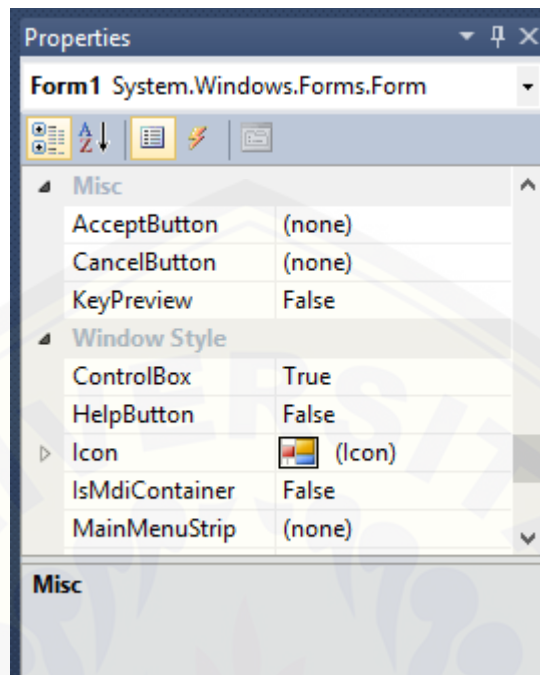 Properties
Form1 System.Windows.Forms.Form
Misc
AcceptButton (none)
CancelButton (none)
KeyPreview False
Window Style
ControlBox True
HelpButton False
Icon (Icon)
IsMdiContainer False
MainMenuStrip (none)
Misc